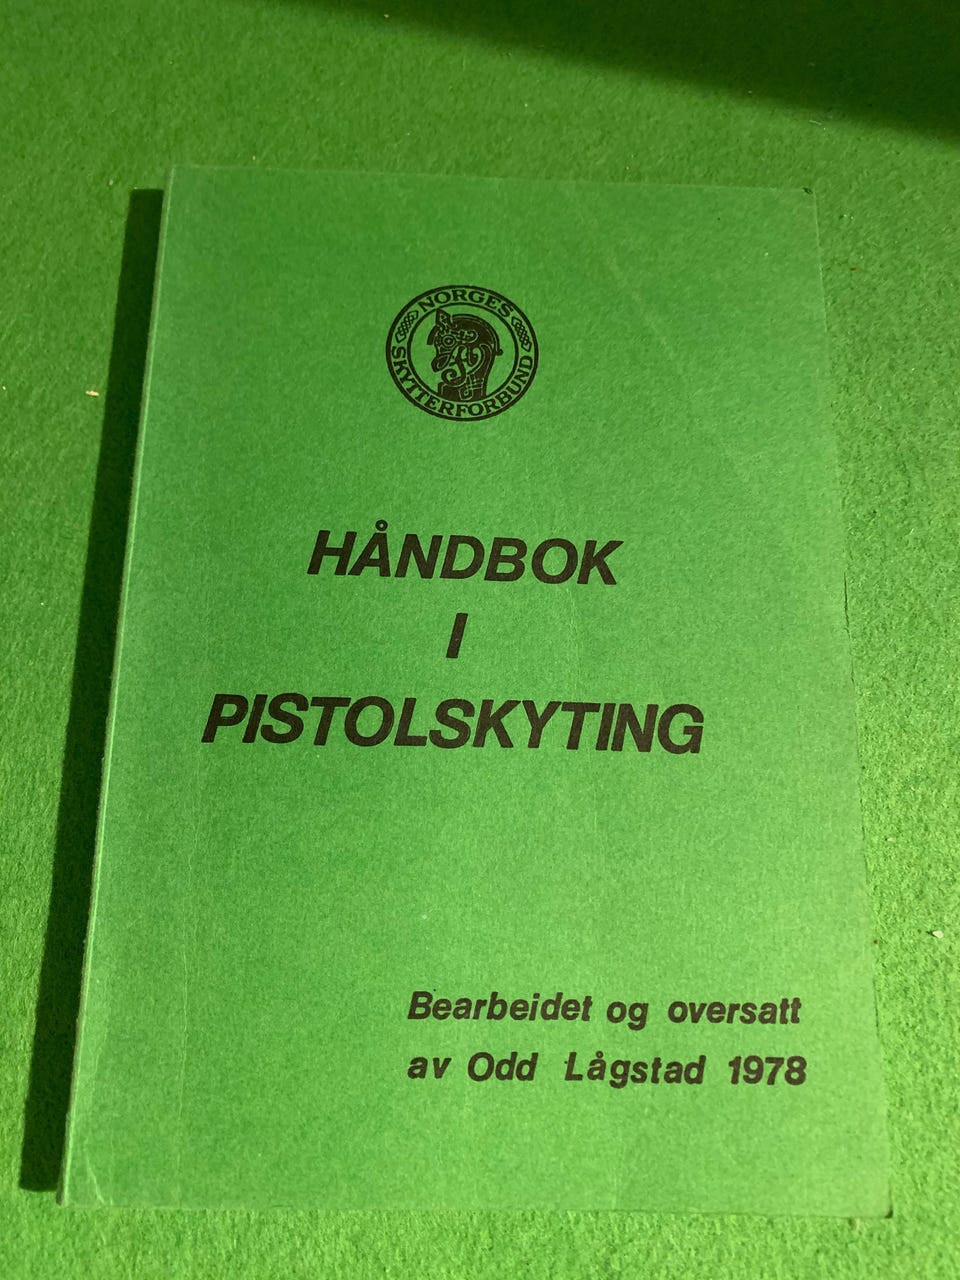 NORGES
SKYTTERFORBUND
HÅNDBOK
I
PISTOLSKYTING
Bearbeidet og oversatt
av Odd Lågstad 1978